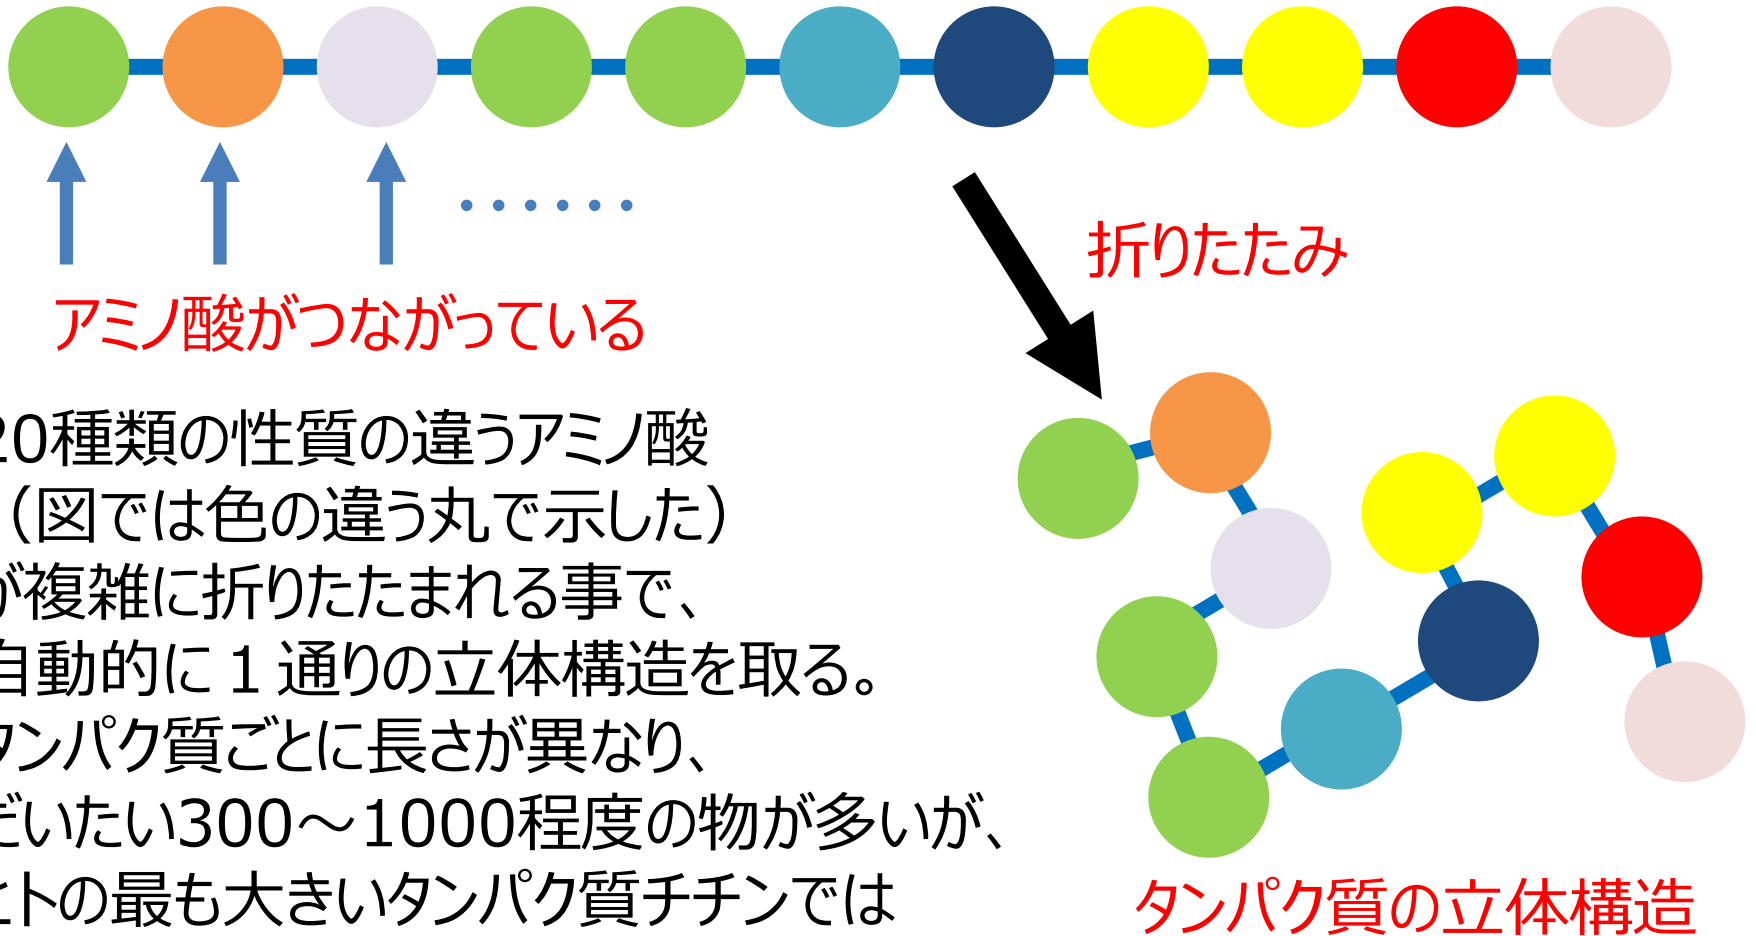 ・・・・・・
折りたたみ
アミノ酸がつながっている
20種類の性質の違うアミノ酸
（図では色の違う丸で示した）
が複雑に折りたたまれる事で、
自動的に１通りの立体構造を取る。
タンパク質ごとに長さが異なり、
だいたい300～1000程度の物が多いが、
ヒトの最も大きいタンパク質チチンでは
タンパク質の立体構造